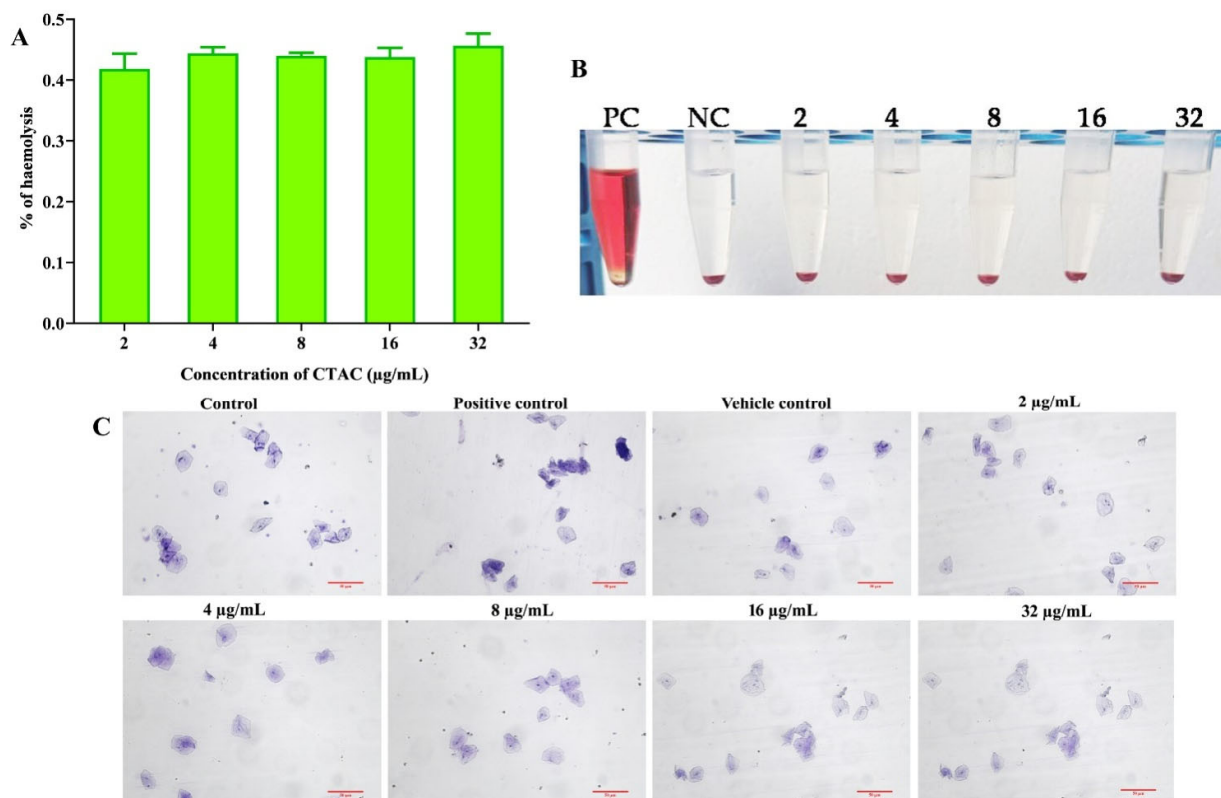 A
0.5
0.4
0.3
0.2
0.1
0.0
% of haemolysis
2 4 8 16 32
Concentration of CTAC (µg/mL)
B
PC NC 2 4 8 16 32
C
Control Positive control Vehicle control 2 µg/mL
4 µg/mL 8 µg/mL 16 µg/mL 32 µg/mL